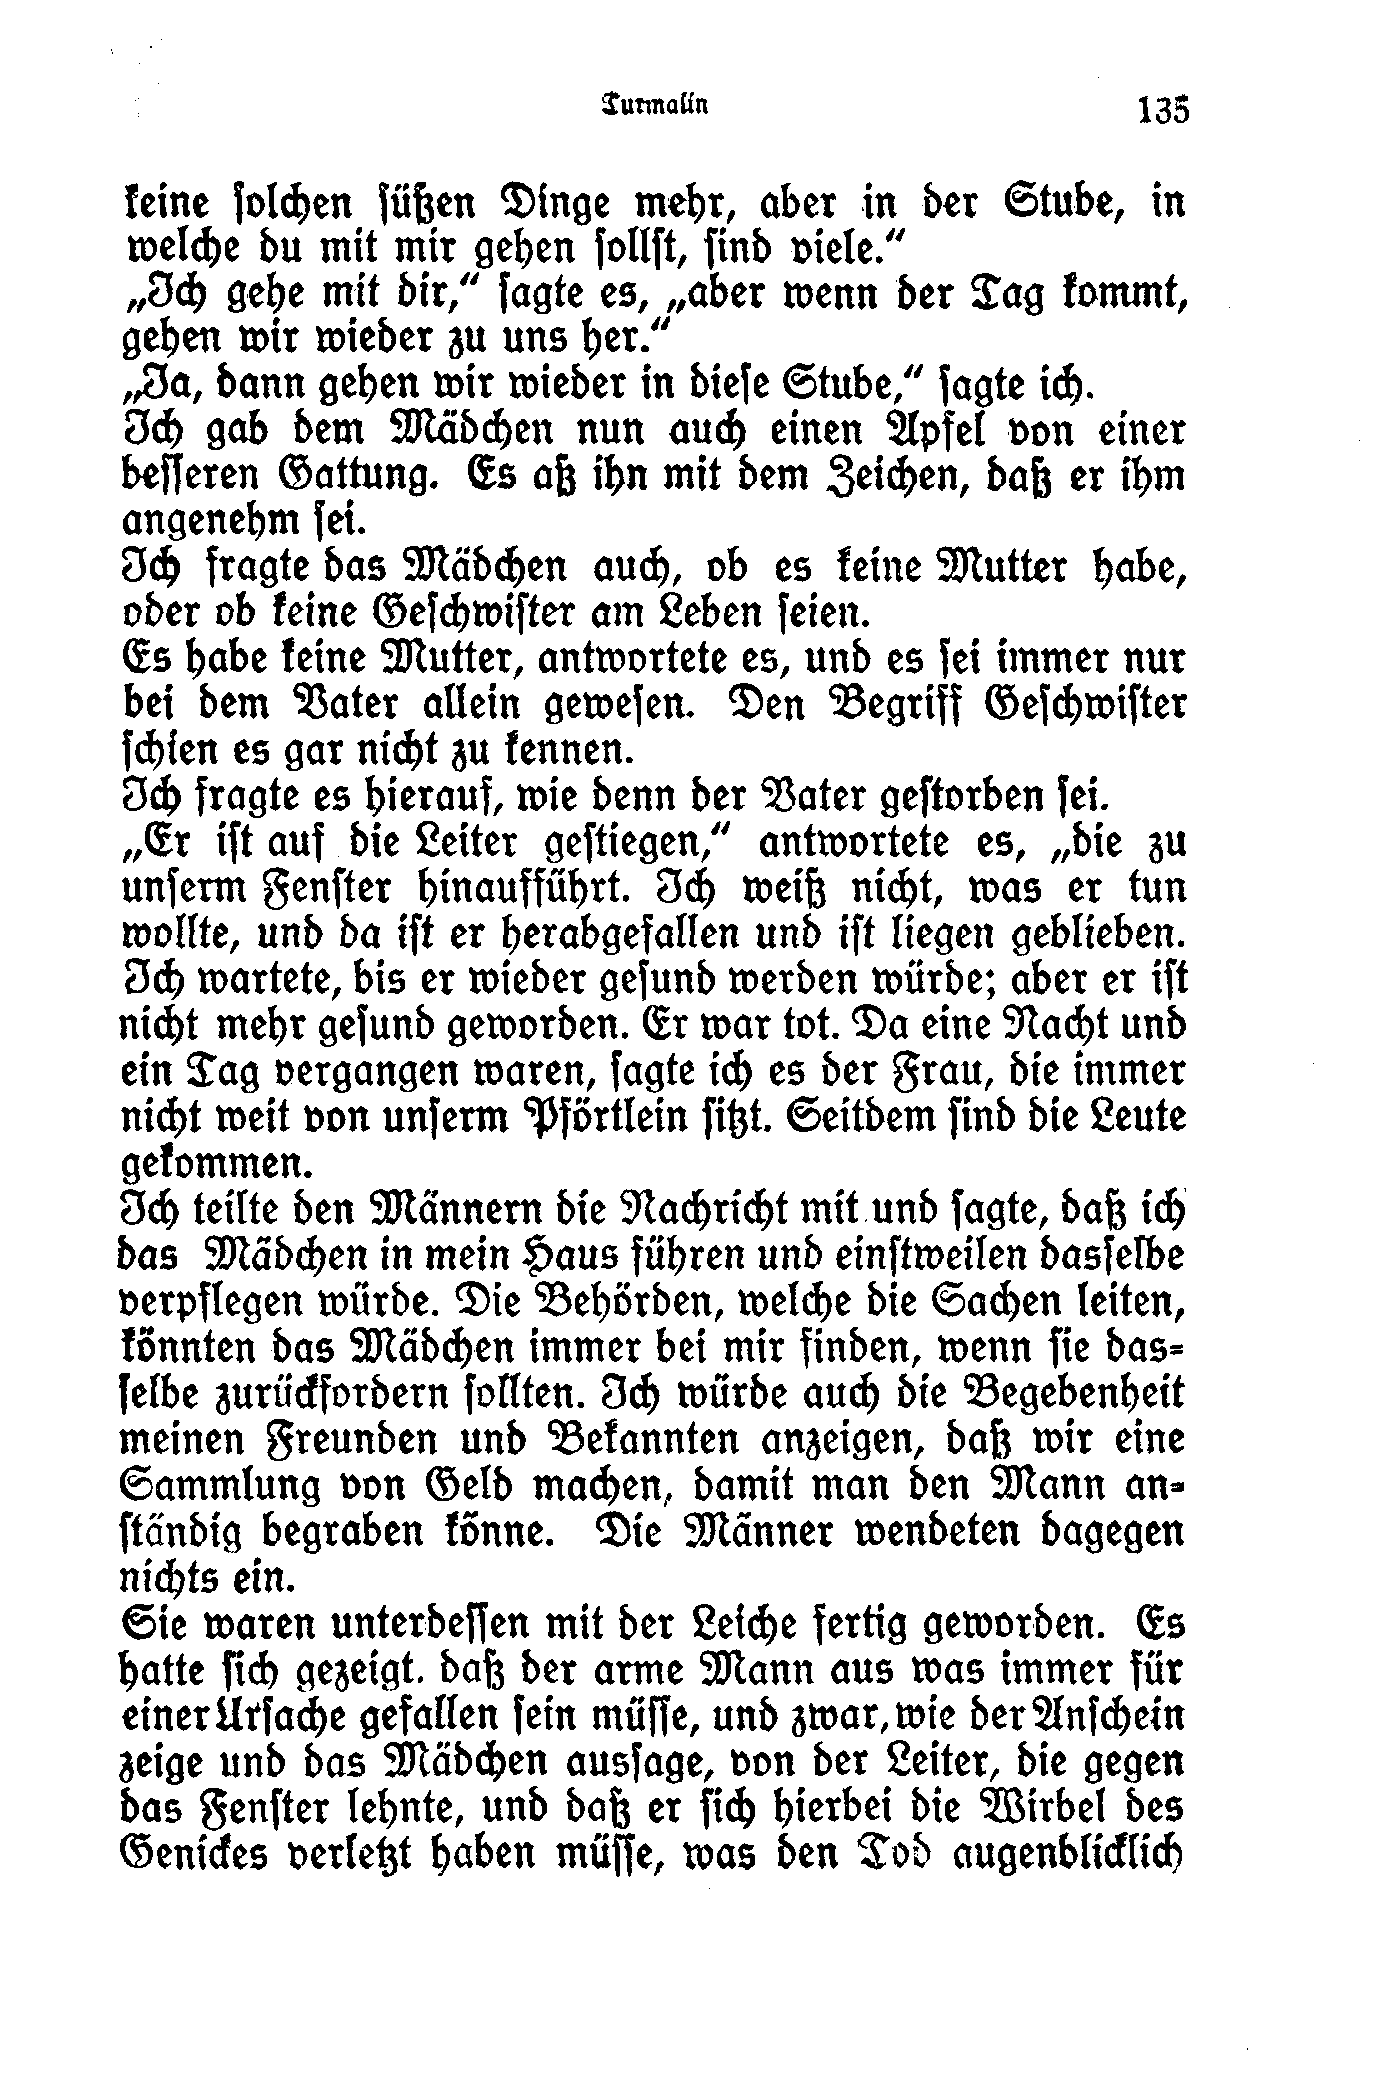 Turmalin 135
keine solchen süßen Dinge mehr, aber in der Stube, in
welche du mit mir gehen sollst, sind viele.“
„Ich gehe mit dir,“ sagte es, „aber wenn der Tag kommt,
gehen wir wieder zu uns her.“
„Ja, dann gehen wir wieder in diese Stube,“ sagte ich.
Ich gab dem Mädchen nun auch einen Apfel von einer
besseren Gattung. Es aß ihn mit dem Zeichen, daß er ihm
angenehm sei.
Ich fragte das Mädchen auch, ob es keine Mutter habe,
oder ob keine Geschwister am Leben seien.
Es habe keine Mutter, antwortete es, und es sei immer nur
bei dem Vater allein gewesen. Den Begriff Geschwister
schien es gar nicht zu kennen.
Ich fragte es hierauf, wie denn der Vater gestorben sei.
„Er ist auf die Leiter gestiegen,“ antwortete es, „die zu
unserm Fenster hinaufführt. Ich weiß nicht, was er tun
wollte, und da ist er herabgefallen und ist liegen geblieben.
Ich wartete, bis er wieder gesund werden würde; aber er ist
nicht mehr gesund geworden. Er war tot. Da eine Nacht und
ein Tag vergangen waren, sagte ich es der Frau, die immer
nicht weit von unserm Pförtlein sitzt. Seitdem sind die Leute
gekommen.
Ich teilte den Männern die Nachricht mit und sagte, daß ich
das Mädchen in mein Haus führen und einstweilen dasselbe
verpflegen würde. Die Behörden, welche die Sachen leiten,
könnten das Mädchen immer bei mir finden, wenn sie das-
selbe zurückfordern sollten. Ich würde auch die Begebenheit
meinen Freunden und Bekannten anzeigen, daß wir eine
Sammlung von Geld machen, damit man den Mann an-
ständig begraben könne. Die Männer wendeten dagegen
nichts ein.
Sie waren unterdessen mit der Leiche fertig geworden. Es
hatte sich gezeigt. daß der arme Mann aus was immer für
einer Ursache gefallen sein müsse, und zwar, wie der Anschein
zeige und das Mädchen aussage, von der Leiter, die gegen
das Fenster lehnte, und daß er sich hierbei die Wirbel des
Genickes verletzt haben müsse, was den Tod augenblicklich